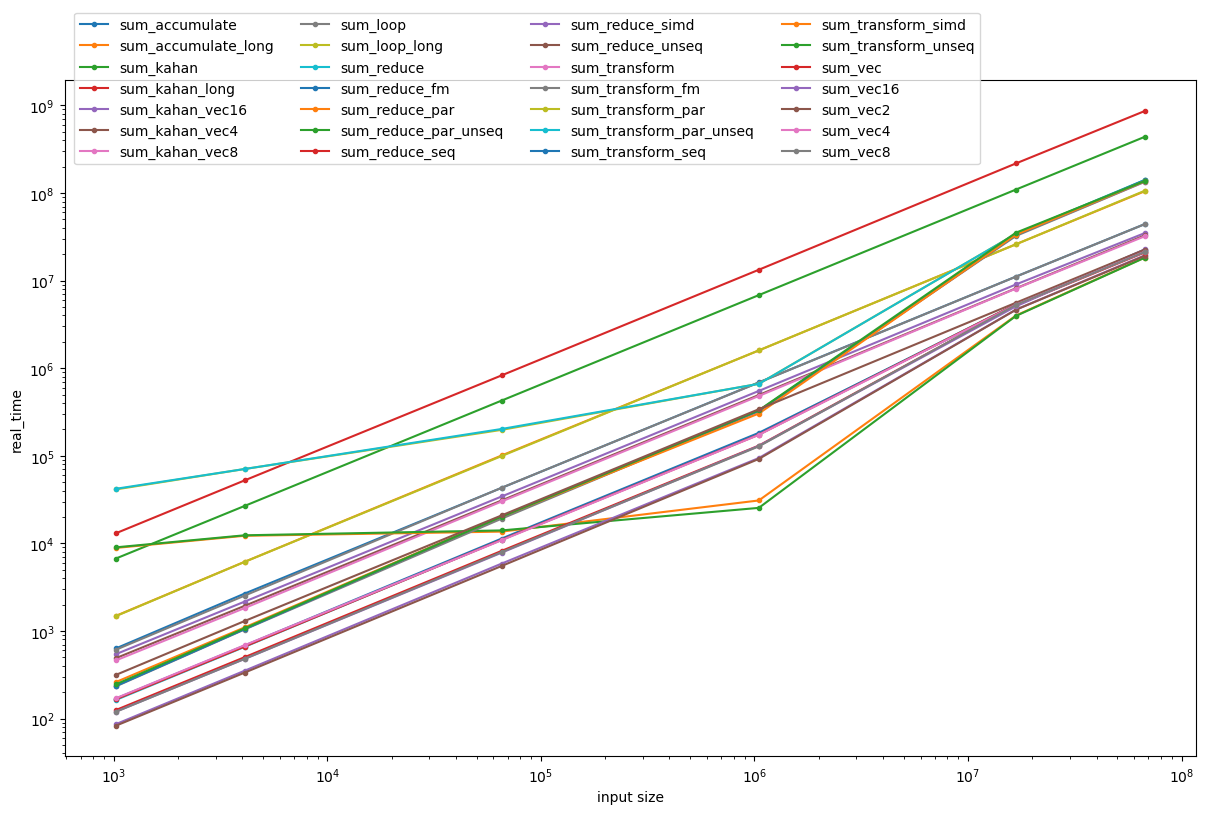 sum_accumulate
sum_accumulate_long
sum_kahan
sum_kahan_long
sum_kahan_vec16
sum_kahan_vec4
sum_kahan_vec8
sum_loop
sum_loop_long
sum_reduce
sum_reduce_fm
sum_reduce_par
sum_reduce_par_unseq
sum_reduce_seq
sum_reduce_simd
sum_reduce_unseq
sum_transform
sum_transform_fm
sum_transform_par
sum_transform_par_unseq
sum_transform_seq
sum_transform_simd
sum_transform_unseq
sum_vec
sum_vec16
sum_vec2
sum_vec4
sum_vec8
10⁹
10⁸
10⁷
10⁶
10⁵
10⁴
10³
10²
real_time
10³ 10⁴ 10⁵ 10⁶ 10⁷ 10⁸
input size